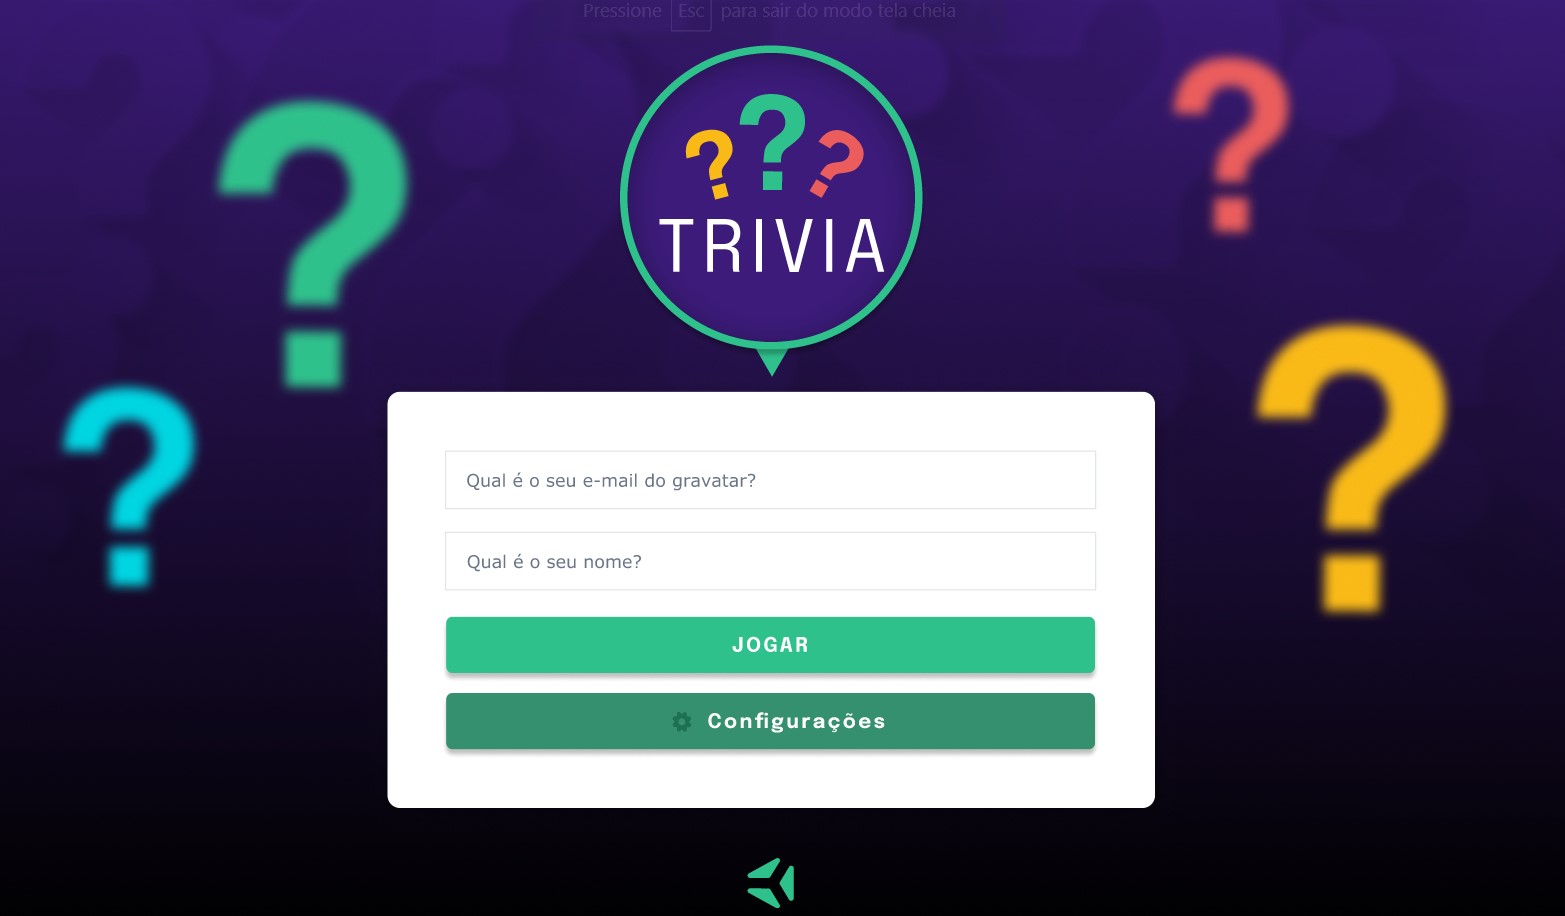 Pressione Esc para sair do modo tela cheia
? ? ?
TRIVIA
Qual é o seu e-mail do gravatar?
Qual é o seu nome?
JOGAR
Configurações